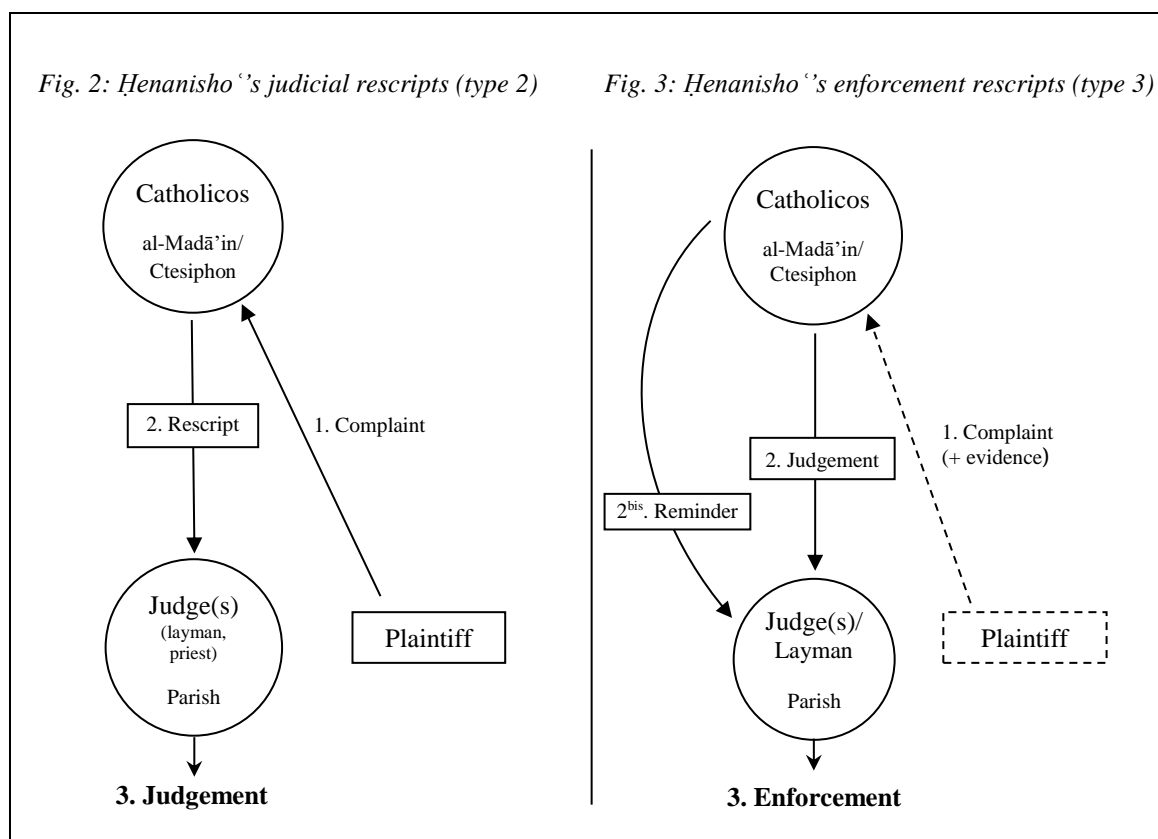 Fig. 2: Ḥenanishoʿ's judicial rescripts (type 2)
Catholicos
al-Madā'in/
Ctesiphon
2. Rescript
1. Complaint
Judge(s)
(layman,
priest)
Parish
Plaintiff
3. Judgement
Fig. 3: Ḥenanishoʿ's enforcement rescripts (type 3)
Catholicos
al-Madā'in/
Ctesiphon
1. Complaint
(+ evidence)
2. Judgement
2bis. Reminder
Judge(s)/
Layman
Parish
Plaintiff
3. Enforcement